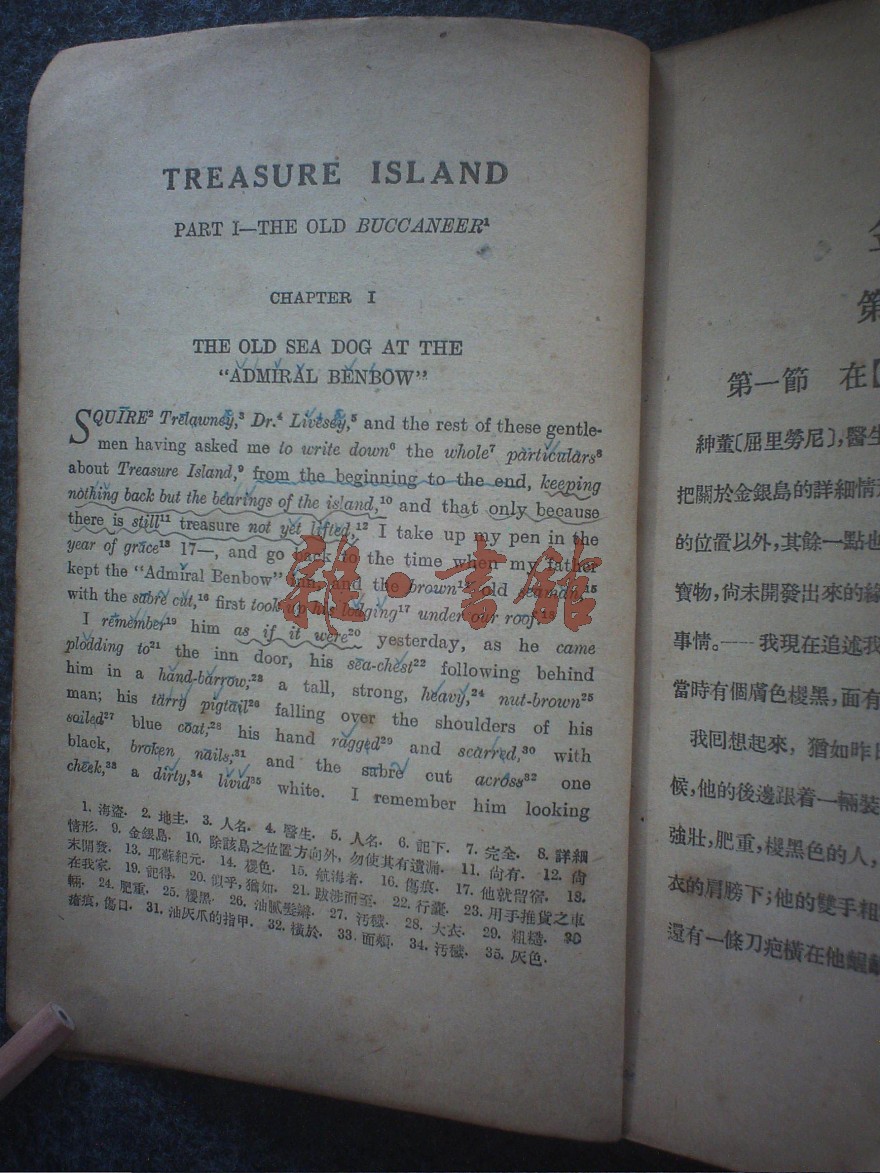 TREASURE ISLAND
PART I—THE OLD BUCCANEER¹
CHAPTER I
THE OLD SEA DOG AT THE
“ADMIRAL BENBOW”
SQUIRE² Trelawney,³ Dr.⁴ Livesey,⁵ and the rest of these gentle-
men having asked me to write down⁶ the whole⁷ particulars⁸
about Treasure Island,⁹ from the beginning to the end, keeping
nothing back but the bearings of the island,¹⁰ and that only because
there is still¹¹ treasure not yet lifted,¹² I take up my pen in the
year of grace¹³ 17—, and go back to the time when my father
kept the “Admiral Benbow” inn, and the brown¹⁴ old seaman,¹⁵
with the sabre cut,¹⁶ first took up his lodging¹⁷ under our roof.¹⁸
I remember¹⁹ him as if it were²⁰ yesterday, as he came
plodding to²¹ the inn door, his sea-chest²² following behind
him in a hand-barrow;²³ a tall, strong, heavy,²⁴ nut-brown²⁵
man; his tarry pigtail²⁶ falling over the shoulders of his
soiled²⁷ blue coat;²⁸ his hand ragged²⁹ and scarred,³⁰ with
black, broken nails,³¹ and the sabre cut across³² one
cheek,³³ a dirty,³⁴ livid³⁵ white. I remember him looking
1. 海盜. 2. 地主. 3. 人名. 4. 醫生. 5. 人名. 6. 記下. 7. 完全. 8. 詳細
情形. 9. 金銀島. 10. 除該島之位置方向外，勿使其有遺漏. 11. 尙有. 12. 尙
未開發. 13. 耶蘇紀元. 14. 椶色. 15. 航海者. 16. 傷痕. 17. 他就留宿. 18.
在我家. 19. 記得. 20. 似乎，猶如. 21. 跋涉而至. 22. 行囊. 23. 用手推貨之車
輛. 24. 肥重. 25. 椶黑. 26. 油膩髮辮. 27. 汚穢. 28. 大衣. 29. 粗糙. 30
瘡痕，傷口. 31. 油灰爪的指甲. 32. 橫於. 33. 面頰. 34. 汚穢. 35. 灰色.
第
第一節 在【
紳董〔屈里勞尼〕，醫生
把關於金銀島的詳細情
的位置以外，其餘一點也
寶物，尙未開發出來的緣
事情。——我現在追述我
當時有個膚色椶黑，面有
我回想起來，猶如昨日
候，他的後邊跟着一輛裝
強壯，肥重，椶黑色的人，
衣的肩膀下；他的雙手粗
還有一條刀疤橫在他齷齪
雜·書館